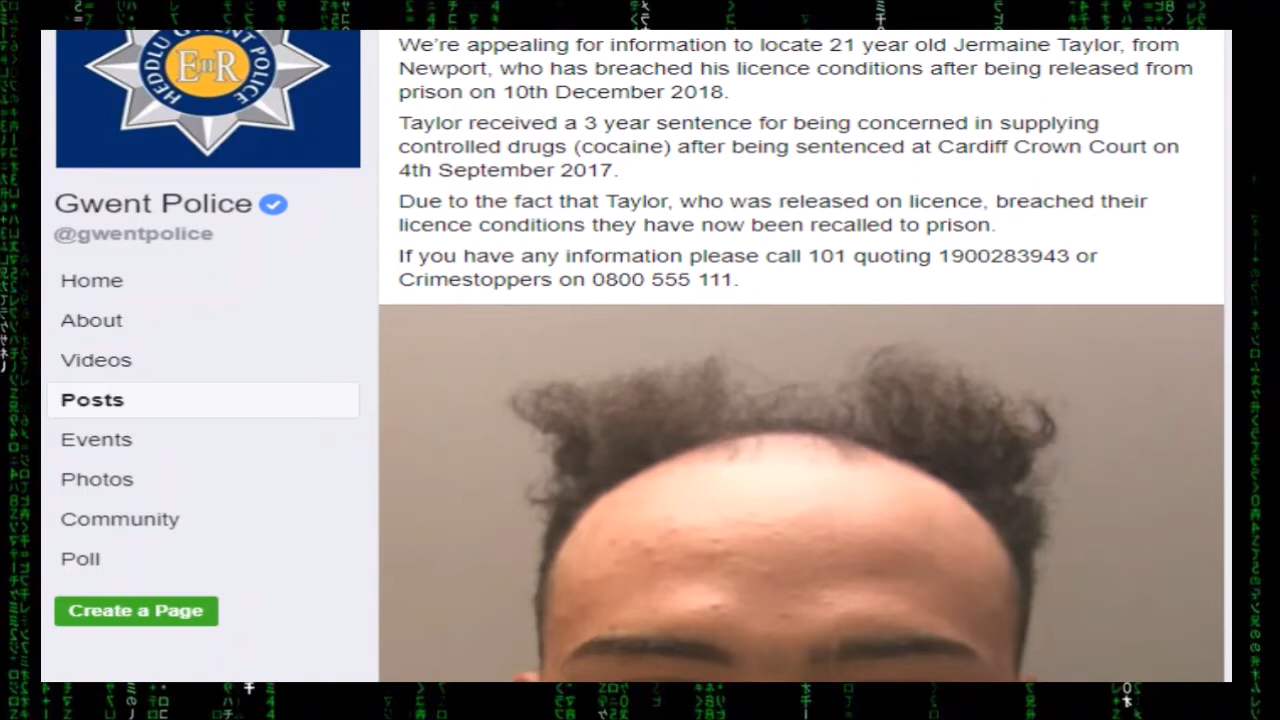 HEDDLU GWENT POLICE
EIIR
Gwent Police
@gwentpolice
Home
About
Videos
Posts
Events
Photos
Community
Poll
Create a Page
We're appealing for information to locate 21 year old Jermaine Taylor, from
Newport, who has breached his licence conditions after being released from
prison on 10th December 2018.
Taylor received a 3 year sentence for being concerned in supplying
controlled drugs (cocaine) after being sentenced at Cardiff Crown Court on
4th September 2017.
Due to the fact that Taylor, who was released on licence, breached their
licence conditions they have now been recalled to prison.
If you have any information please call 101 quoting 1900283943 or
Crimestoppers on 0800 555 111.